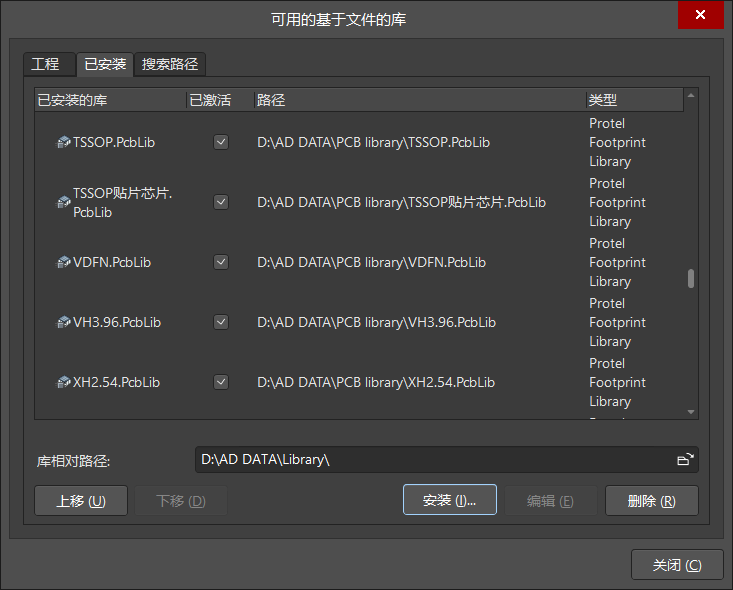 可用的基于文件的库
工程 已安装 搜索路径
已安装的库 已激活 路径 类型
TSSOP.PcbLib D:\AD DATA\PCB library\TSSOP.PcbLib Protel
Footprint
Library
TSSOP贴片芯片. D:\AD DATA\PCB library\TSSOP贴片芯片.PcbLib Protel
PcbLib Footprint
Library
VDFN.PcbLib D:\AD DATA\PCB library\VDFN.PcbLib Protel
Footprint
Library
VH3.96.PcbLib D:\AD DATA\PCB library\VH3.96.PcbLib Protel
Footprint
Library
XH2.54.PcbLib D:\AD DATA\PCB library\XH2.54.PcbLib Protel
Footprint
Library
库相对路径: D:\AD DATA\Library\
上移 (U) 下移 (D) 安装 (I)... 编辑 (E) 删除 (R)
关闭 (C)